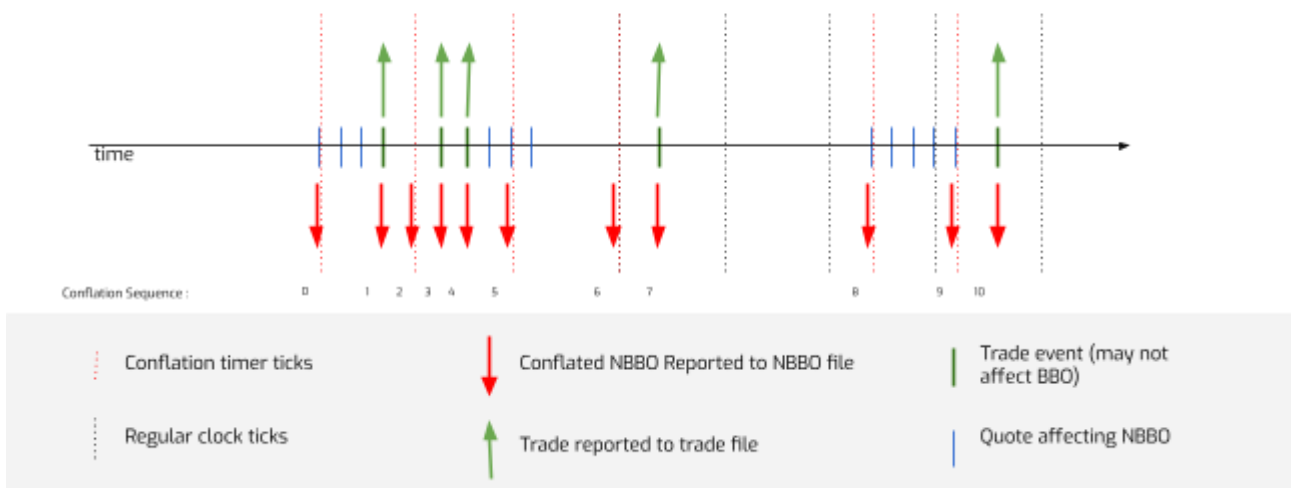 time
Conflation Sequence :
0 1 2 3 4 5 6 7 8 9 10
Conflation timer ticks
Conflated NBBO Reported to NBBO file
Trade event (may not
affect BBO)
Regular clock ticks
Trade reported to trade file
Quote affecting NBBO